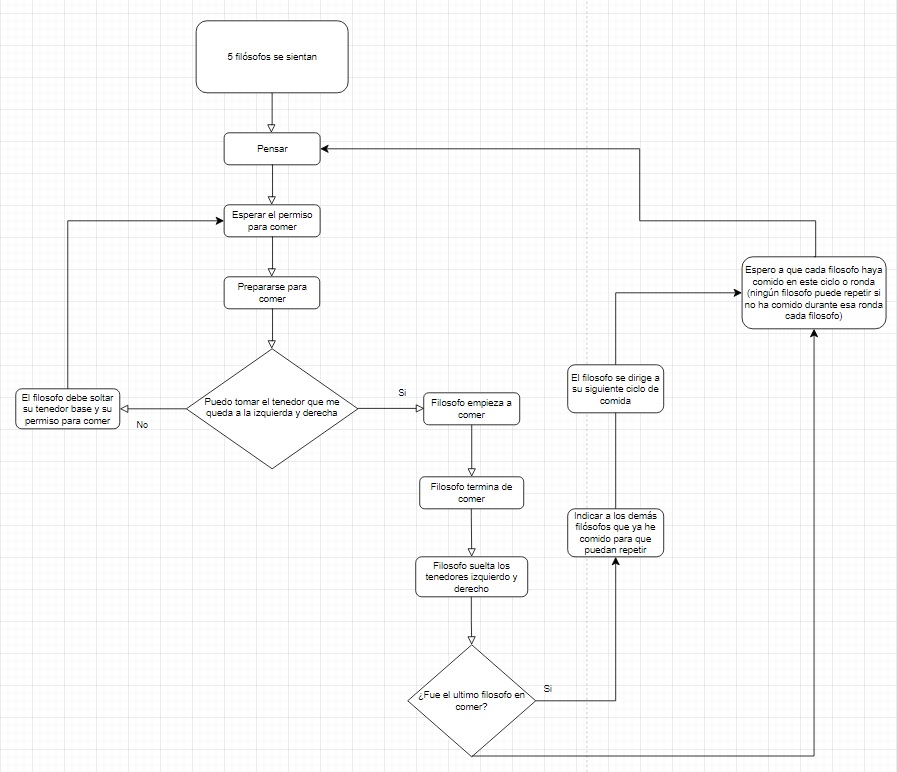 5 filósofos se sientan
Pensar
Esperar el permiso
para comer
Prepararse para
comer
Puedo tomar el tenedor que me
queda a la izquierda y derecha
No
El filosofo debe soltar
su tenedor base y su
permiso para comer
Si
Filosofo empieza a
comer
Filosofo termina de
comer
Filosofo suelta los
tenedores izquierdo y
derecho
¿Fue el ultimo filosofo en
comer?
Si
Indicar a los demás
filósofos que ya he
comido para que
puedan repetir
El filosofo se dirige a
su siguiente ciclo de
comida
Espero a que cada filosofo haya
comido en este ciclo o ronda
(ningún filosofo puede repetir si
no ha comido durante esa ronda
cada filosofo)